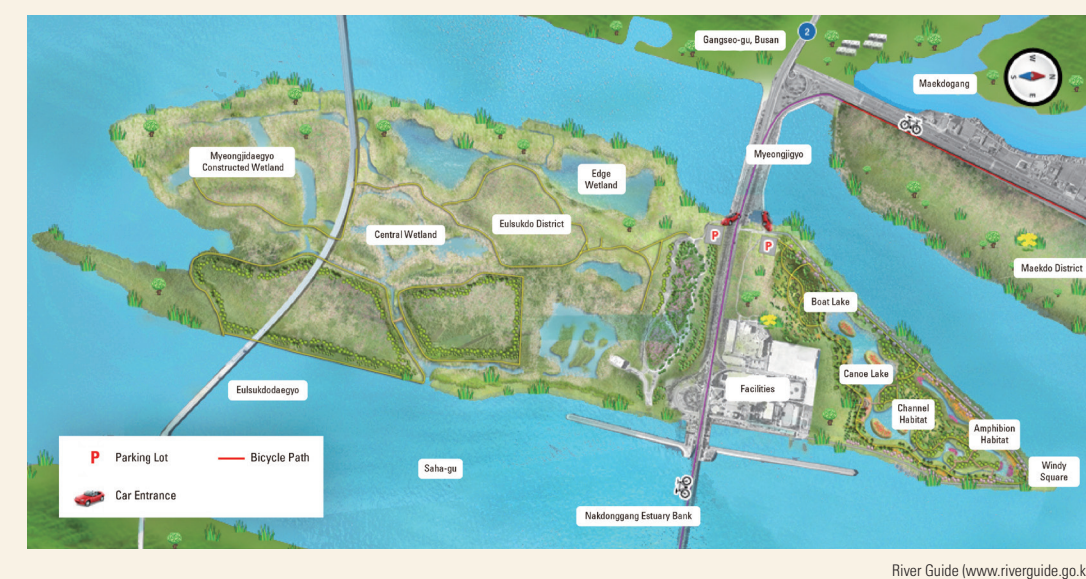 2
Gangseo-gu, Busan
W
N
S
E
Maekdogang
Myeongjidaegyo
Constructed Wetland
Edge
Wetland
Myeongjigyo
Central Wetland
Eulsukdo District
P
P
Maekdo District
Boat Lake
Eulsukdodaegyo
Facilities
Canoe Lake
Channel
Habitat
Amphibion
Habitat
Windy
Square
P Parking Lot
Bicycle Path
Car Entrance
Saha-gu
Nakdonggang Estuary Bank
River Guide (www.riverguide.go.k